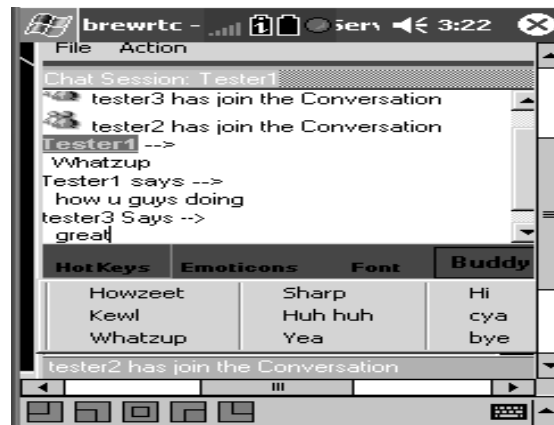 brewrtc - Serv 3:22
File Action
Chat Session: Tester1
tester3 has join the Conversation
tester2 has join the Conversation
Tester1 -->
Whatzup
Tester1 says -->
how u guys doing
tester3 Says -->
great
HotKeys Emoticons Font Buddy
Howzeet Sharp Hi
Kewl Huh huh cya
Whatzup Yea bye
tester2 has join the Conversation